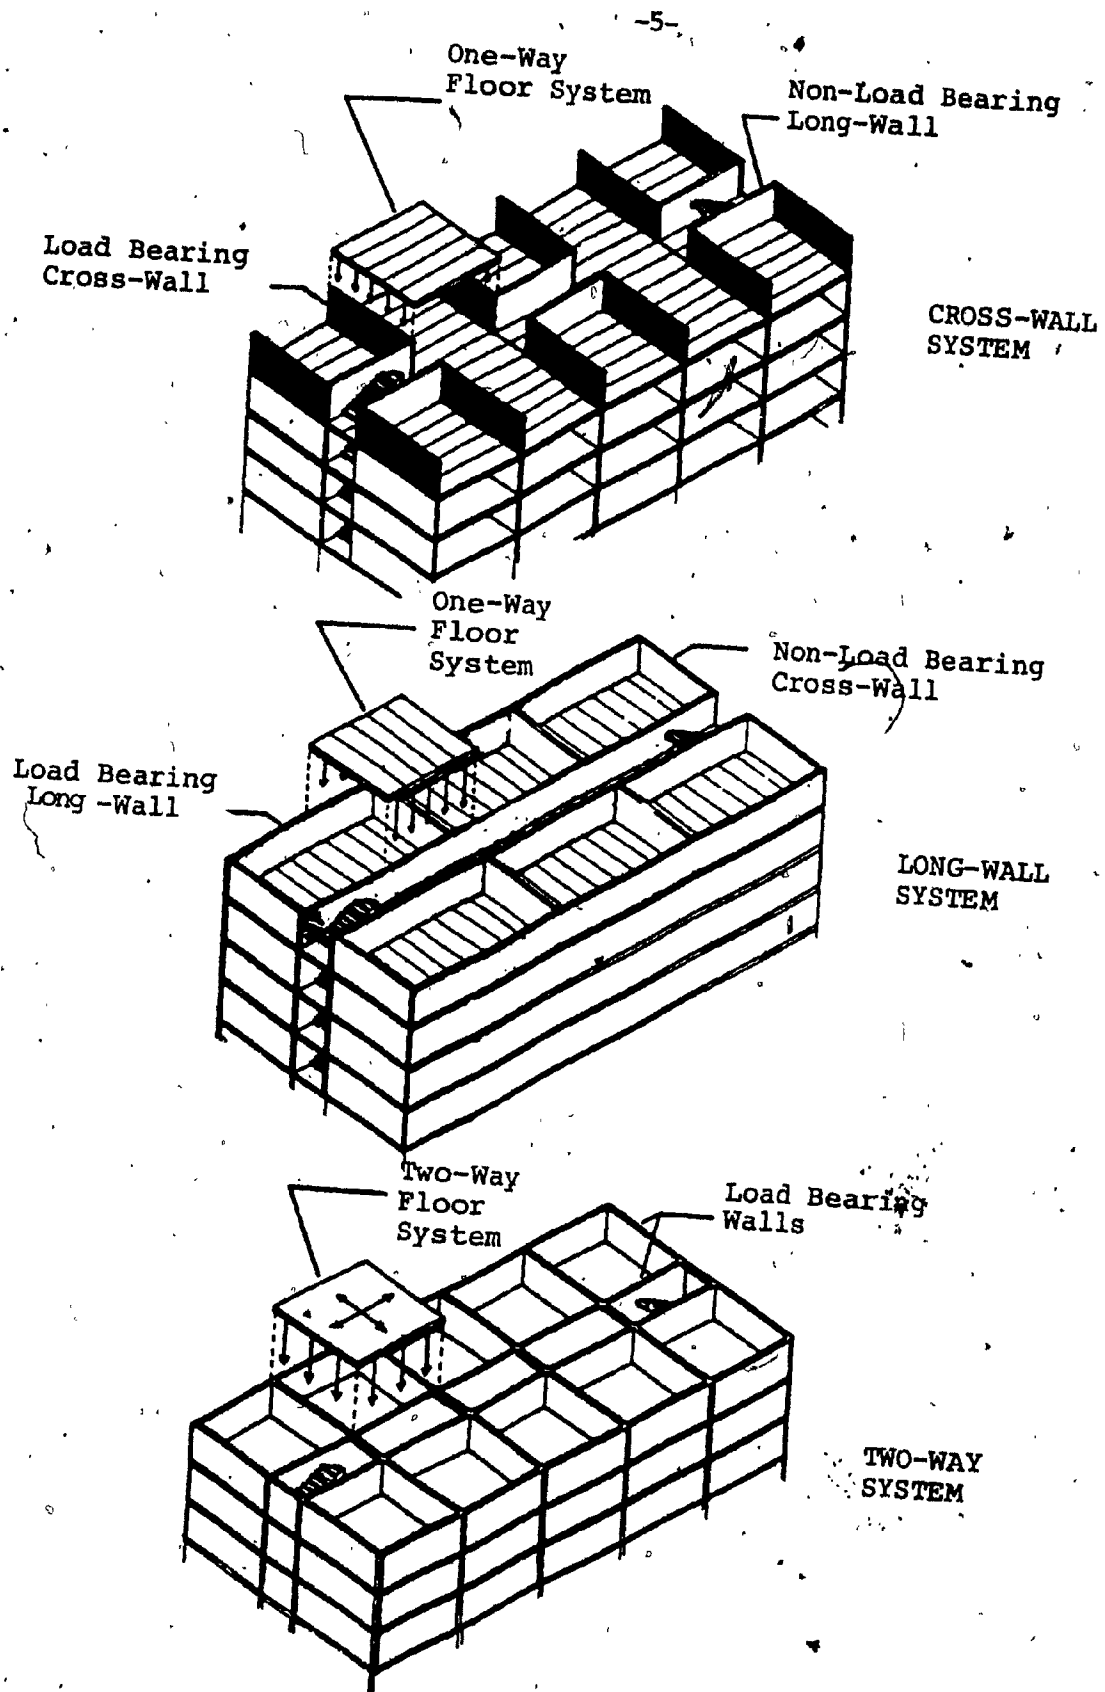 -5-
One-Way
Floor System
Non-Load Bearing
Long-Wall
Load Bearing
Cross-Wall
CROSS-WALL
SYSTEM
One-Way
Floor
System
Non-Load Bearing
Cross-Wall
Load Bearing
Long-Wall
LONG-WALL
SYSTEM
Two-Way
Floor
System
Load Bearing
Walls
TWO-WAY
SYSTEM